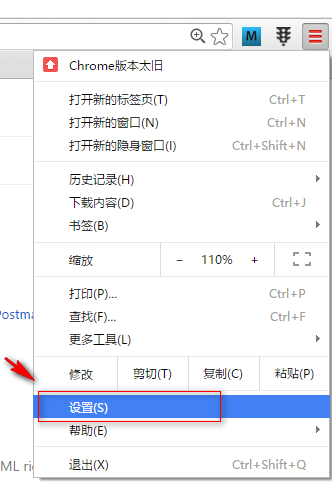 M
Chrome版本太旧
打开新的标签页(T) Ctrl+T
打开新的窗口(N) Ctrl+N
打开新的隐身窗口(I) Ctrl+Shift+N
历史记录(H)
下载内容(D) Ctrl+J
书签(B)
缩放 − 110% +
Postma
打印(P)... Ctrl+P
查找(F)... Ctrl+F
更多工具(L)
修改 剪切(T) 复制(C) 粘贴(P)
设置(S)
帮助(E)
ML rig
退出(X) Ctrl+Shift+Q